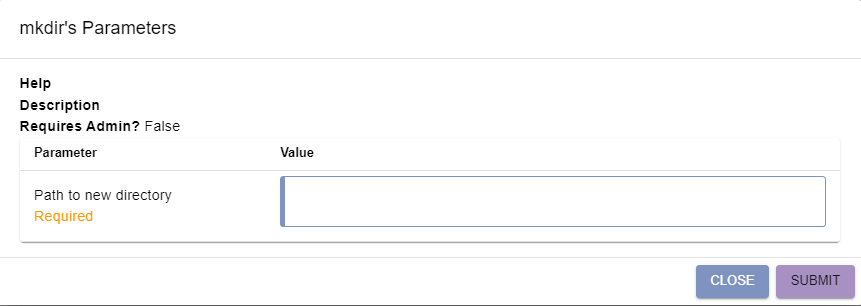 mkdir's Parameters
Help
Description
Requires Admin? False
Parameter Value
Path to new directory
Required
CLOSE SUBMIT